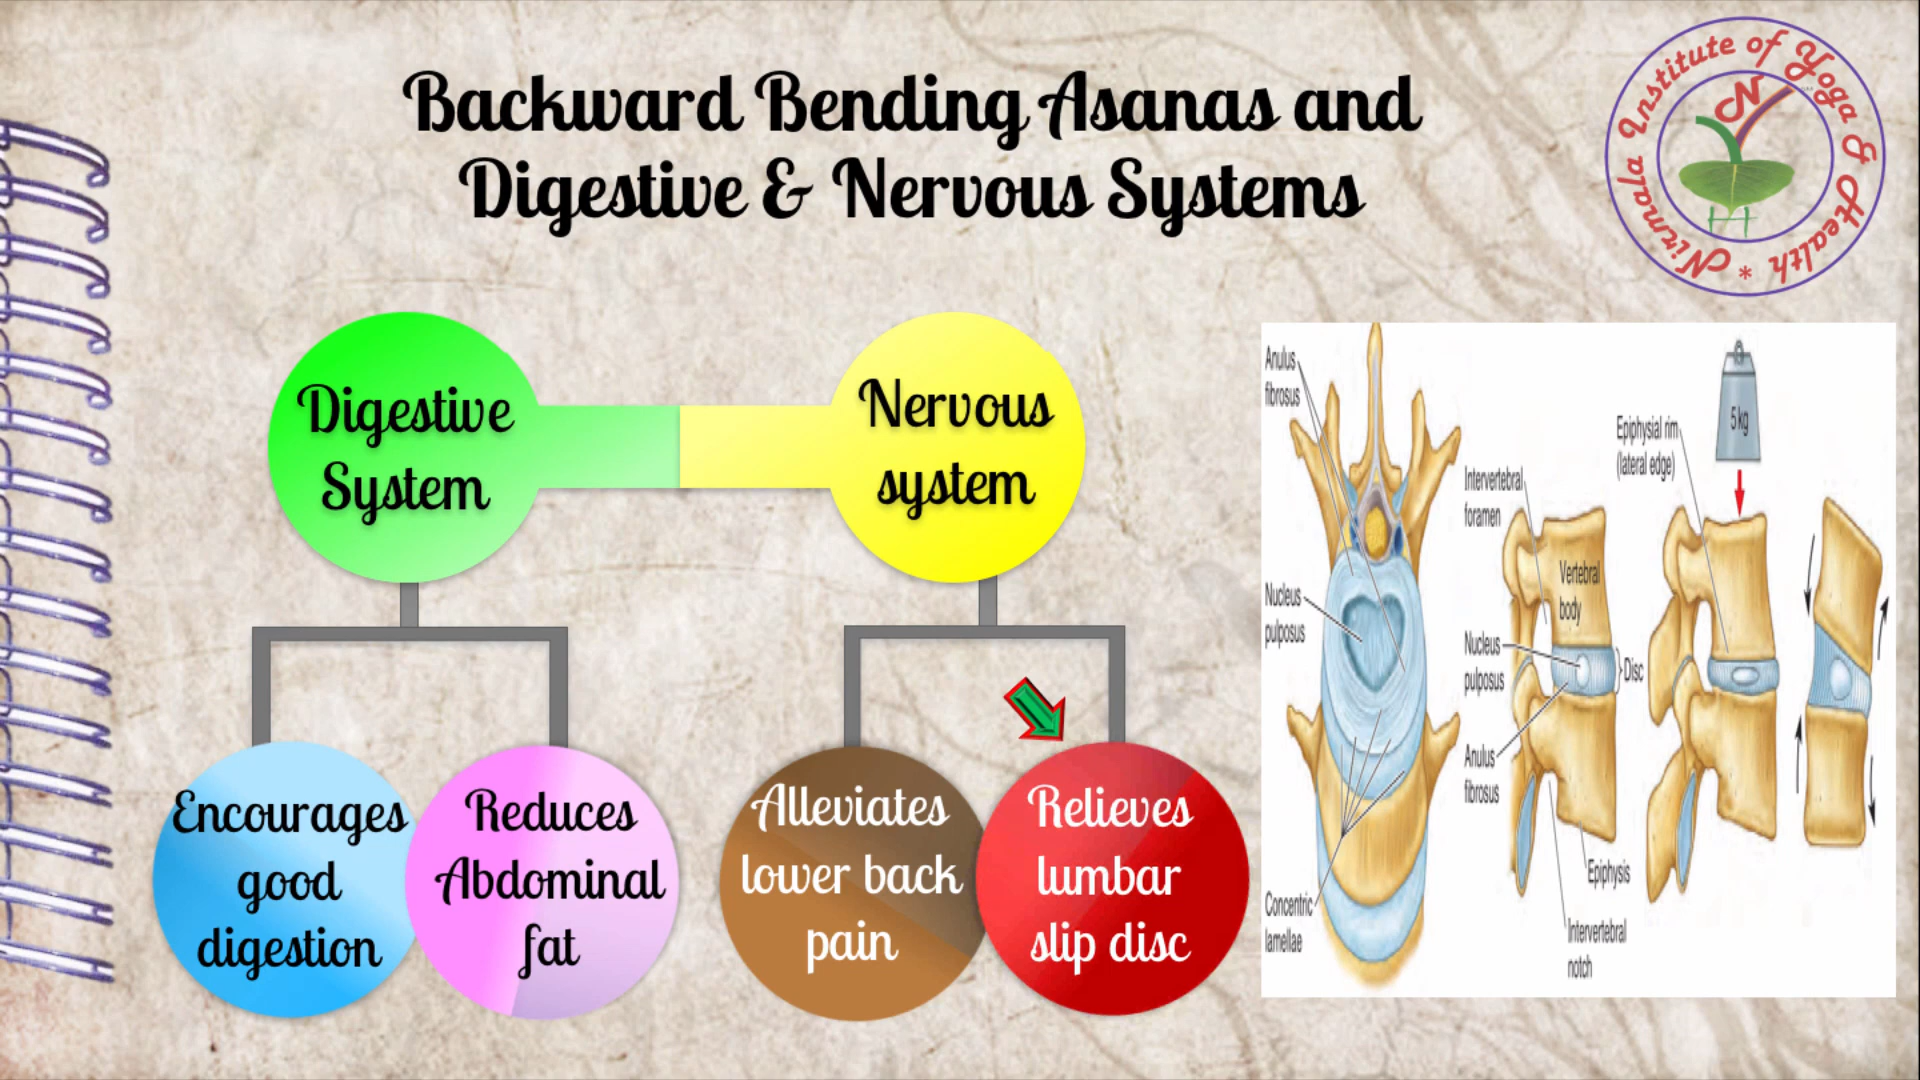 Backward Bending Asanas and
Digestive & Nervous Systems
Nirmala Institute of Yoga & Health *
N
Digestive
System
Nervous
system
Encourages
good
digestion
Reduces
Abdominal
fat
Alleviates
lower back
pain
Relieves
lumbar
slip disc
Anulus
fibrosus
Nucleus
pulposus
Concentric
lamellae
Intervertebral
foramen
Vertebral
body
Nucleus
pulposus
Disc
Anulus
fibrosus
Epiphysis
Intervertebral
notch
Epiphysial rim
(lateral edge)
5 kg